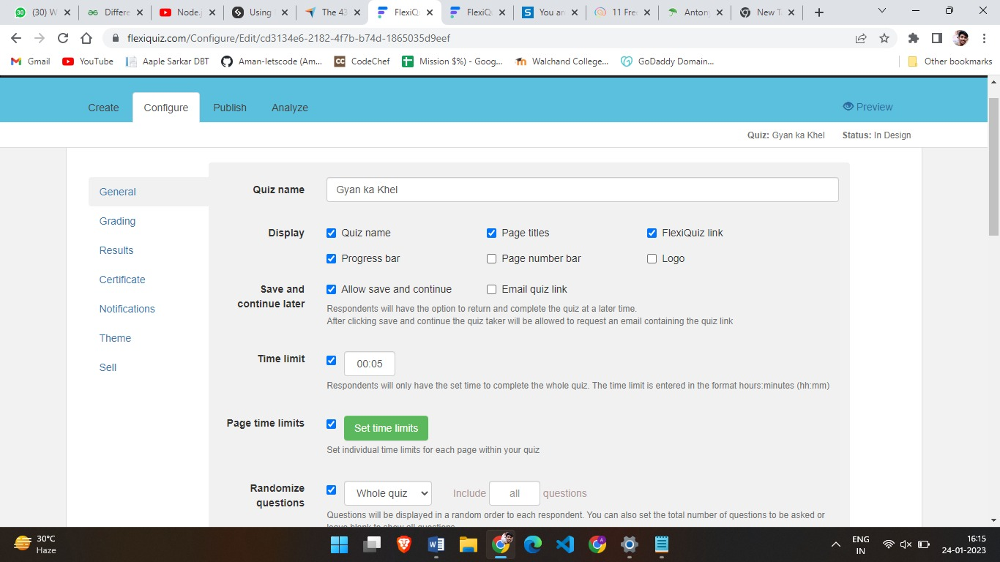 (30) W
Differe
Node.j
Using
The 43
FlexiQu
FlexiQ
You an
11 Free
Antony
New T
flexiquiz.com/Configure/Edit/cd3134e6-2182-4f7b-b74d-1865035d9eef
Gmail
YouTube
Aaple Sarkar DBT
Aman-letscode (Am...
CodeChef
Mission $%) - Goog...
Walchand College...
GoDaddy Domain...
Other bookmarks
Create
Configure
Publish
Analyze
Preview
Quiz: Gyan ka Khel
Status: In Design
General
Grading
Results
Certificate
Notifications
Theme
Sell
Quiz name
Gyan ka Khel
Display
Quiz name
Page titles
FlexiQuiz link
Progress bar
Page number bar
Logo
Save and
continue later
Allow save and continue
Email quiz link
Respondents will have the option to return and complete the quiz at a later time.
After clicking save and continue the quiz taker will be allowed to request an email containing the quiz link
Time limit
00:05
Respondents will only have the set time to complete the whole quiz. The time limit is entered in the format hours:minutes (hh:mm)
Page time limits
Set time limits
Set individual time limits for each page within your quiz
Randomize
questions
Whole quiz
Include
all
questions
Questions will be displayed in a random order to each respondent. You can also set the total number of questions to be asked or
leave blank to show all questions
30°C
Haze
ENG
IN
16:15
24-01-2023